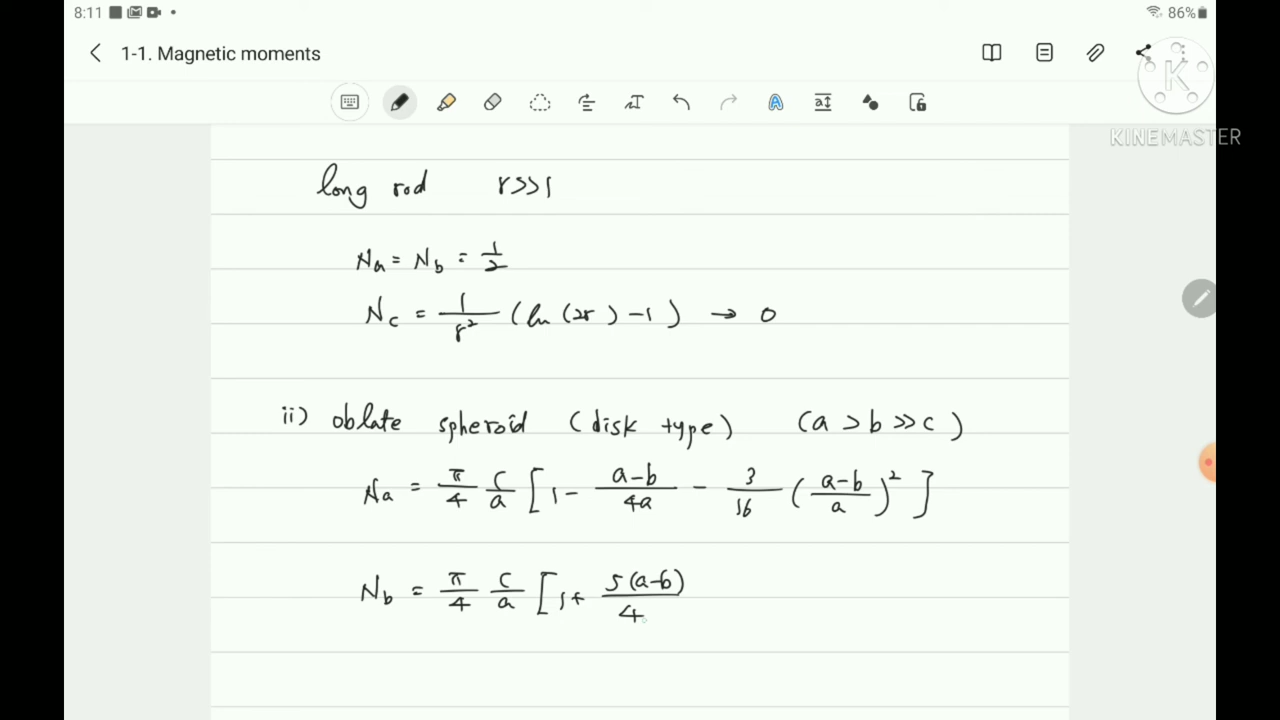 8:11 86%
1-1. Magnetic moments
KINEMASTER
long rod r>>1
Na = Nb = 1/2
Nc = 1/r² (ln (2r) - 1) → 0
ii) oblate spheroid (disk type) (a > b >> c)
Na = π/4 c/a [1 - (a-b)/4a - 3/16 ((a-b)/a)²]
Nb = π/4 c/a [1+ 5(a-b)/4